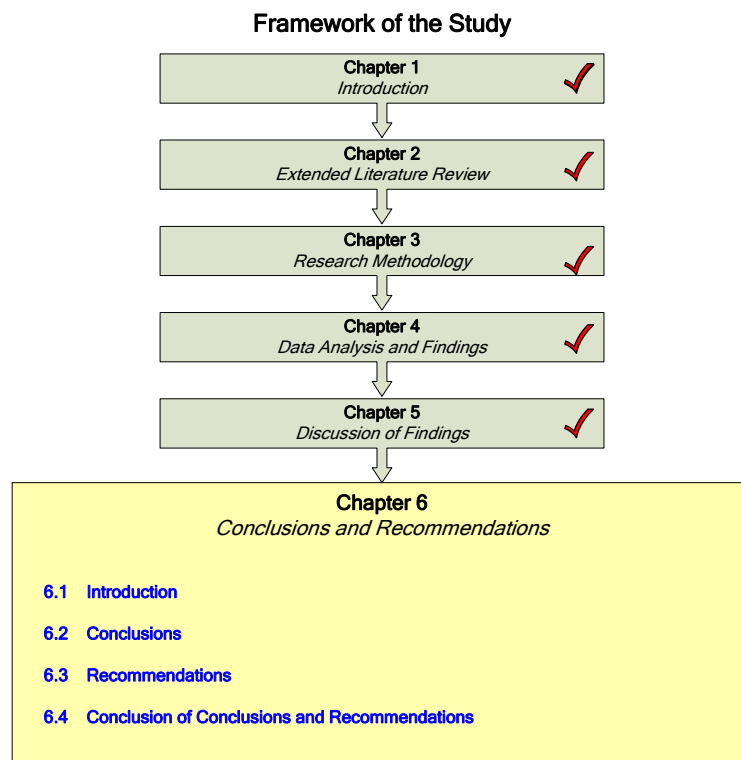 Framework of the Study
Chapter 1
Introduction
Chapter 2
Extended Literature Review
Chapter 3
Research Methodology
Chapter 4
Data Analysis and Findings
Chapter 5
Discussion of Findings
Chapter 6
Conclusions and Recommendations
6.1 Introduction
6.2 Conclusions
6.3 Recommendations
6.4 Conclusion of Conclusions and Recommendations